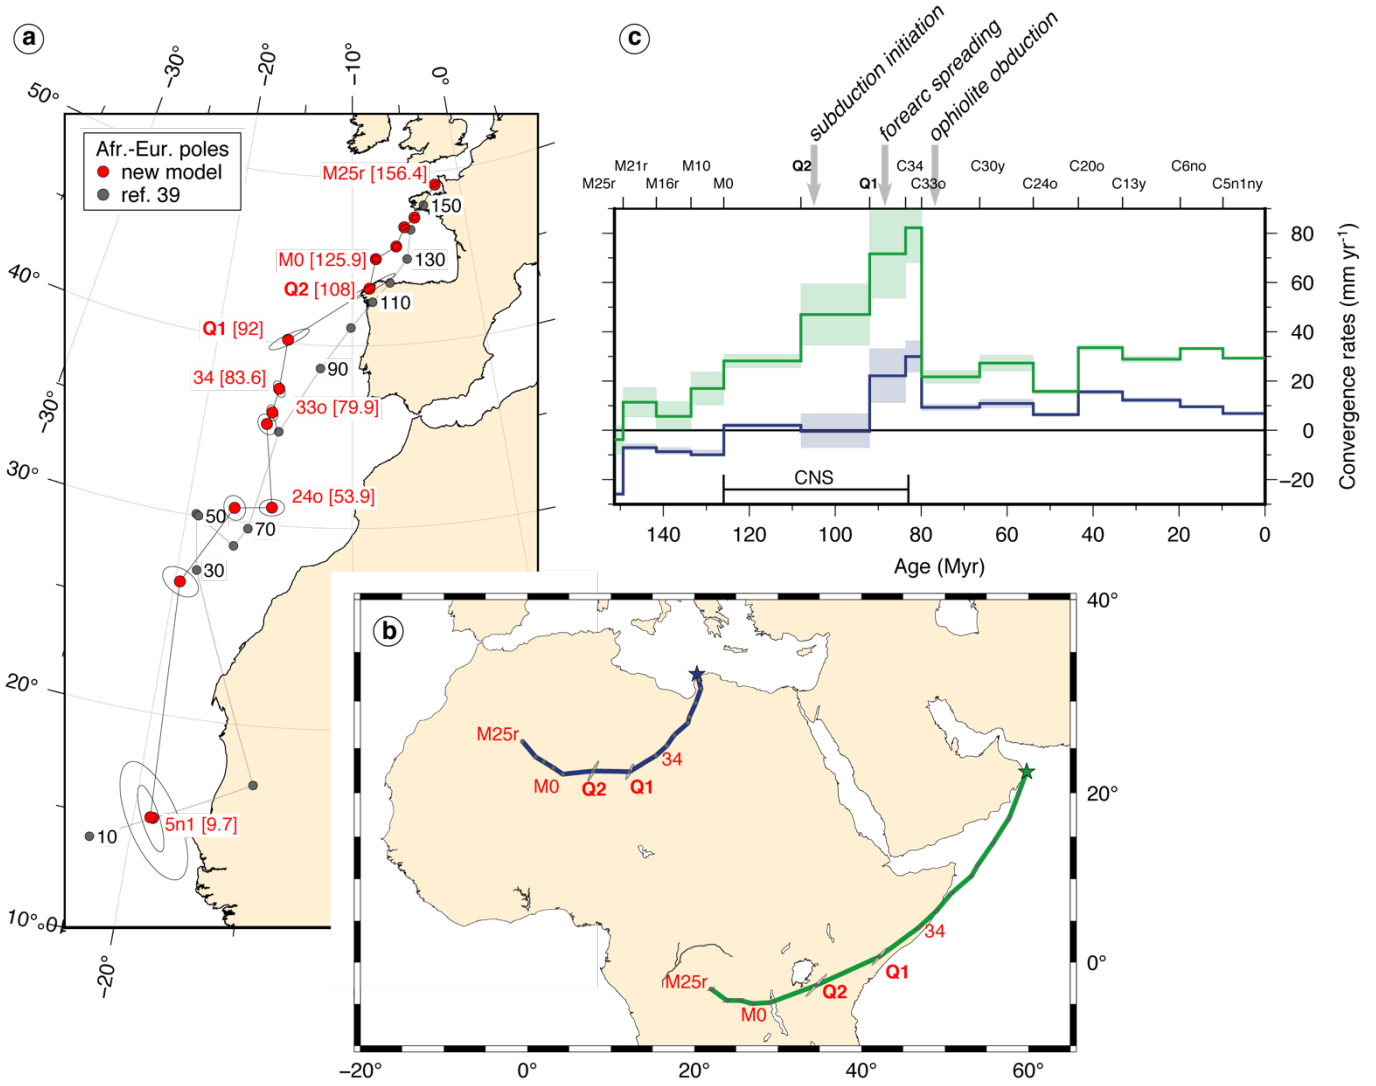 a
−30°
−20°
−10°
0°
50°
40°
−30°
30°
20°
10°
0
−20°
Afr.-Eur. poles
new model
ref. 39
M25r [156.4]
150
M0 [125.9]
130
Q2 [108]
110
Q1 [92]
90
34 [83.6]
33o [79.9]
24o [53.9]
50
70
30
5n1 [9.7]
10
c
subduction initiation
forearc spreading
ophiolite obduction
M21r M10 Q2 C34 C30y C20o C6no
M25r M16r M0 Q1 C33o C24o C13y C5n1ny
80
60
40
20
0
−20
Convergence rates (mm yr-1)
CNS
140 120 100 80 60 40 20 0
Age (Myr)
b
40°
20°
0°
M25r
M0
Q2
Q1
34
M25r
M0
Q2
Q1
34
−20° 0° 20° 40° 60°